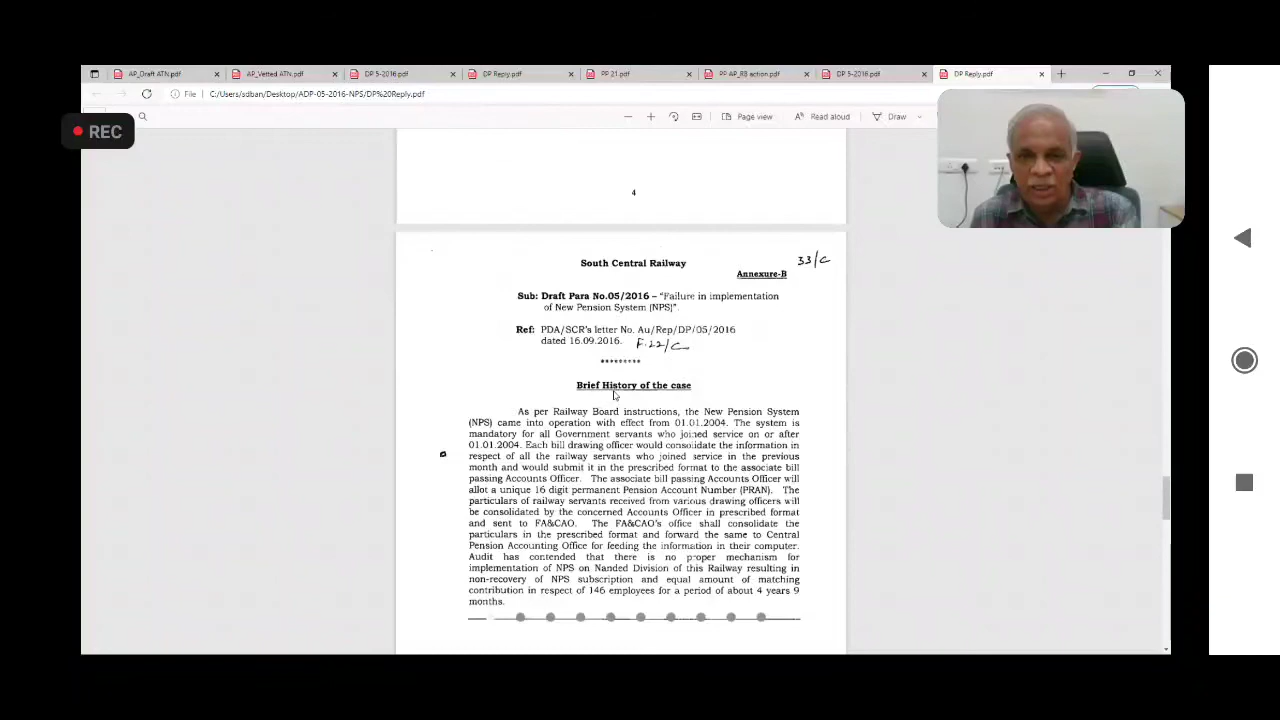 AP_Draft ATN.pdf
AP_Vetted ATN.pdf
DP 5-2016.pdf
DP Reply.pdf
PP 21.pdf
PP AP_RB action.pdf
DP 5-2016.pdf
DP Reply.pdf
File
C:/Users/sdban/Desktop/ADP-05-2016-NPS/DP%20Reply.pdf
REC
Page view
Read aloud
Draw
4
33/C
South Central Railway
Annexure-B
Sub: Draft Para No.05/2016 – "Failure in implementation
of New Pension System (NPS)".
Ref: PDA/SCR's letter No. Au/Rep/DP/05/2016
dated 16.09.2016. F.22/C
*********
Brief History of the case
As per Railway Board instructions, the New Pension System
(NPS) came into operation with effect from 01.01.2004. The system is
mandatory for all Government servants who joined service on or after
01.01.2004. Each bill drawing officer would consolidate the information in
respect of all the railway servants who joined service in the previous
month and would submit it in the prescribed format to the associate bill
passing Accounts Officer. The associate bill passing Accounts Officer will
allot a unique 16 digit permanent Pension Account Number (PRAN). The
particulars of railway servants received from various drawing officers will
be consolidated by the concerned Accounts Officer in prescribed format
and sent to FA&CAO. The FA&CAO's office shall consolidate the
particulars in the prescribed format and forward the same to Central
Pension Accounting Office for feeding the information in their computer.
Audit has contended that there is no proper mechanism for
implementation of NPS on Nanded Division of this Railway resulting in
non-recovery of NPS subscription and equal amount of matching
contribution in respect of 146 employees for a period of about 4 years 9
months.